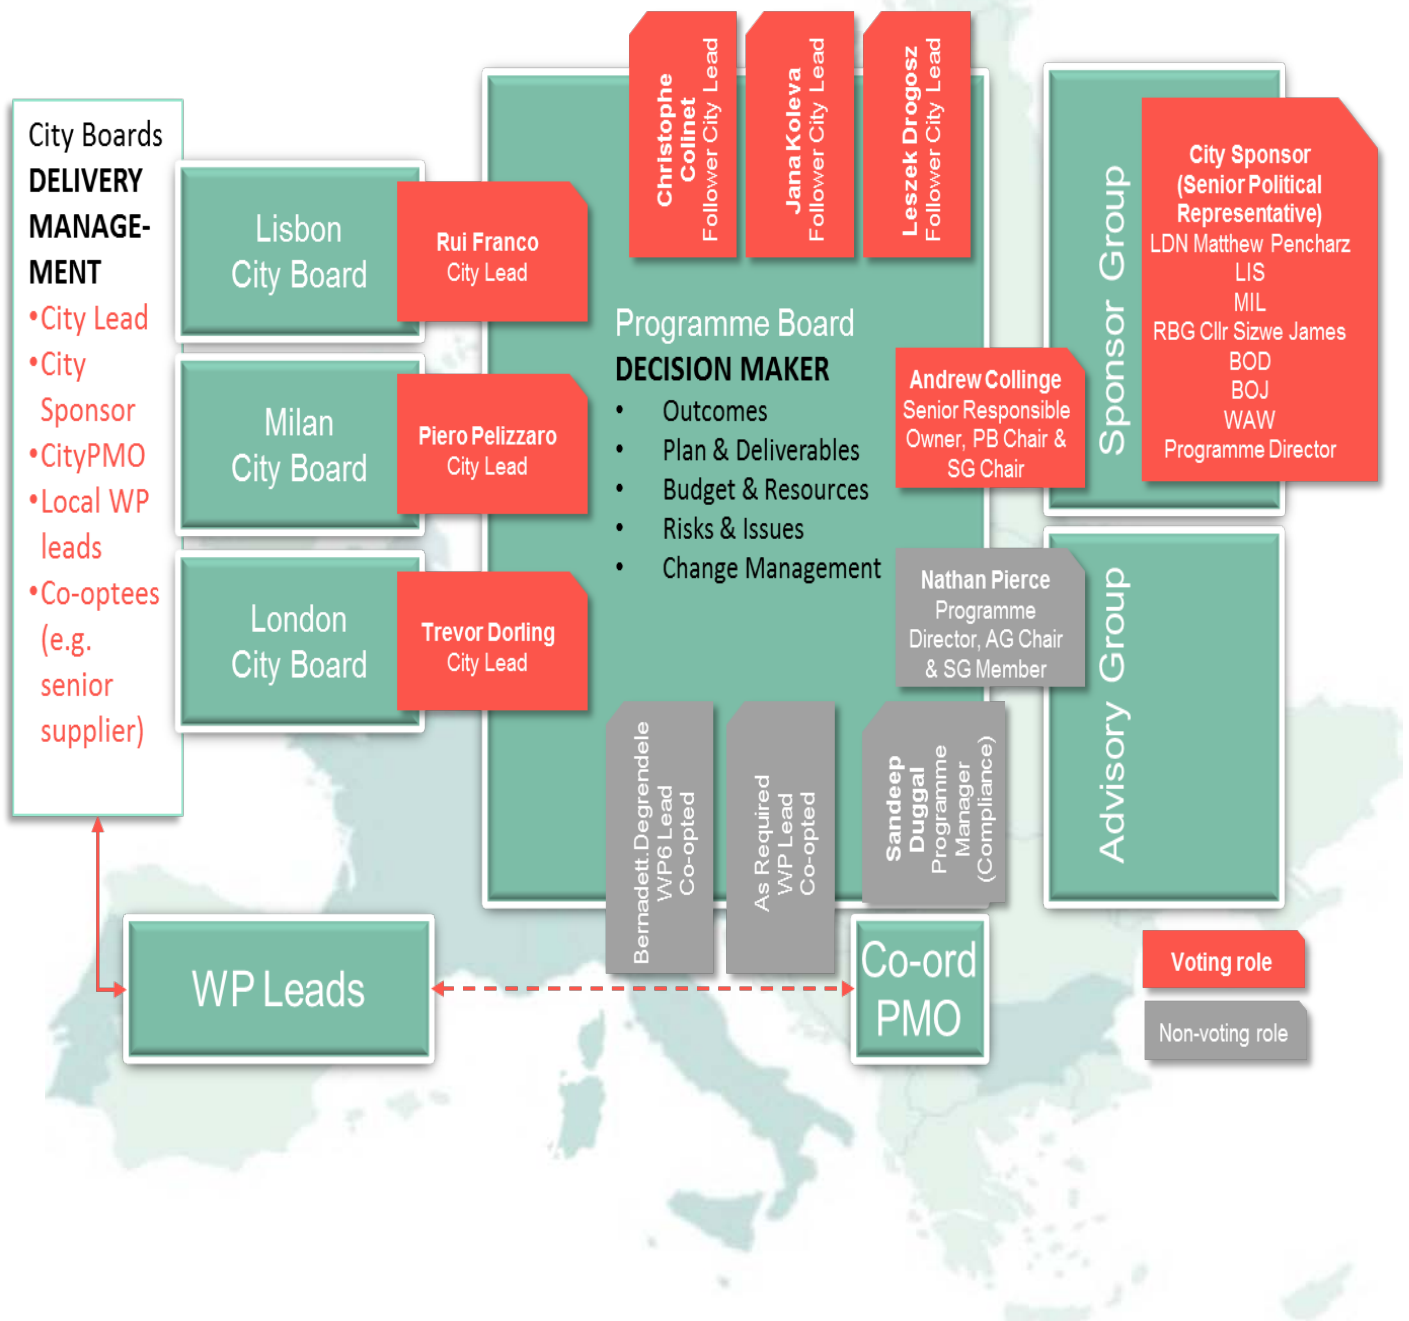 City Boards
DELIVERY
MANAGE-
MENT
•City Lead
•City
Sponsor
•CityPMO
•Local WP
leads
•Co-optees
(e.g.
senior
supplier)
Lisbon
City Board
Rui Franco
City Lead
Milan
City Board
Piero Pelizzaro
City Lead
London
City Board
Trevor Dorling
City Lead
Christophe
Colinet
Follower City Lead
Jana Koleva
Follower City Lead
Leszek Drogosz
Follower City Lead
Programme Board
DECISION MAKER
• Outcomes
• Plan & Deliverables
• Budget & Resources
• Risks & Issues
• Change Management
Andrew Collinge
Senior Responsible
Owner, PB Chair &
SG Chair
Nathan Pierce
Programme
Director, AG Chair
& SG Member
Bernadett.Degrendele
WP6 Lead
Co-opted
As Required
WP Lead
Co-opted
Sandeep
Duggal
Programme
Manager
(Compliance)
Sponsor Group
City Sponsor
(Senior Political
Representative)
LDN Matthew Pencharz
LIS
MIL
RBG Cllr Sizwe James
BOD
BOJ
WAW
Programme Director
Advisory Group
WP Leads
Co-ord
PMO
Voting role
Non-voting role